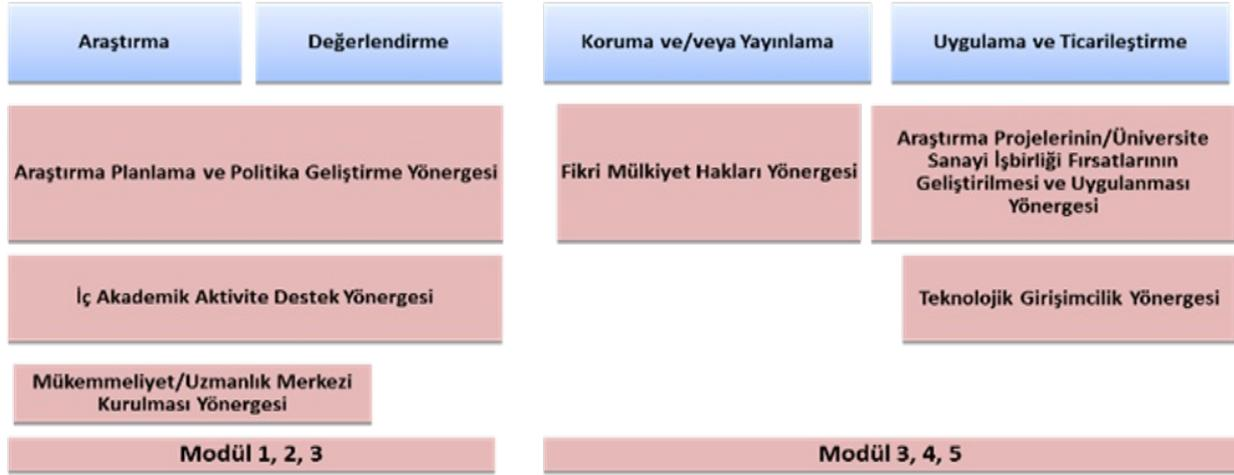 Araştırma
Değerlendirme
Koruma ve/veya Yayınlama
Uygulama ve Ticarileştirme
Araştırma Planlama ve Politika Geliştirme Yönergesi
Fikri Mülkiyet Hakları Yönergesi
Araştırma Projelerinin/Üniversite
Sanayi İşbirliği Fırsatlarının
Geliştirilmesi ve Uygulanması
Yönergesi
İç Akademik Aktivite Destek Yönergesi
Teknolojik Girişimcilik Yönergesi
Mükemmeliyet/Uzmanlık Merkezi
Kurulması Yönergesi
Modül 1, 2, 3
Modül 3, 4, 5